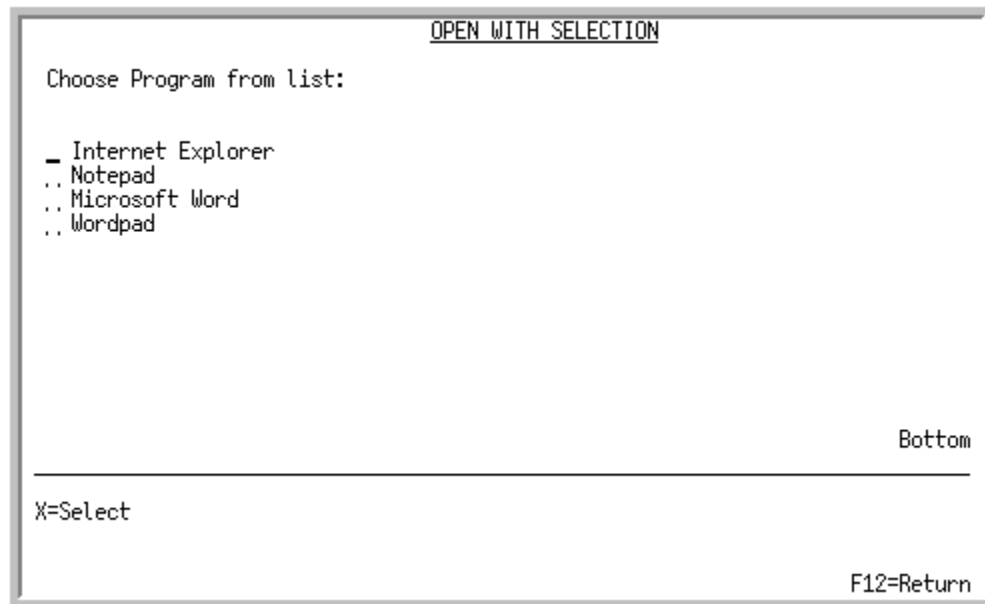 OPEN WITH SELECTION
Choose Program from list:
_ Internet Explorer
.. Notepad
.. Microsoft Word
.. Wordpad
Bottom
X=Select
F12=Return